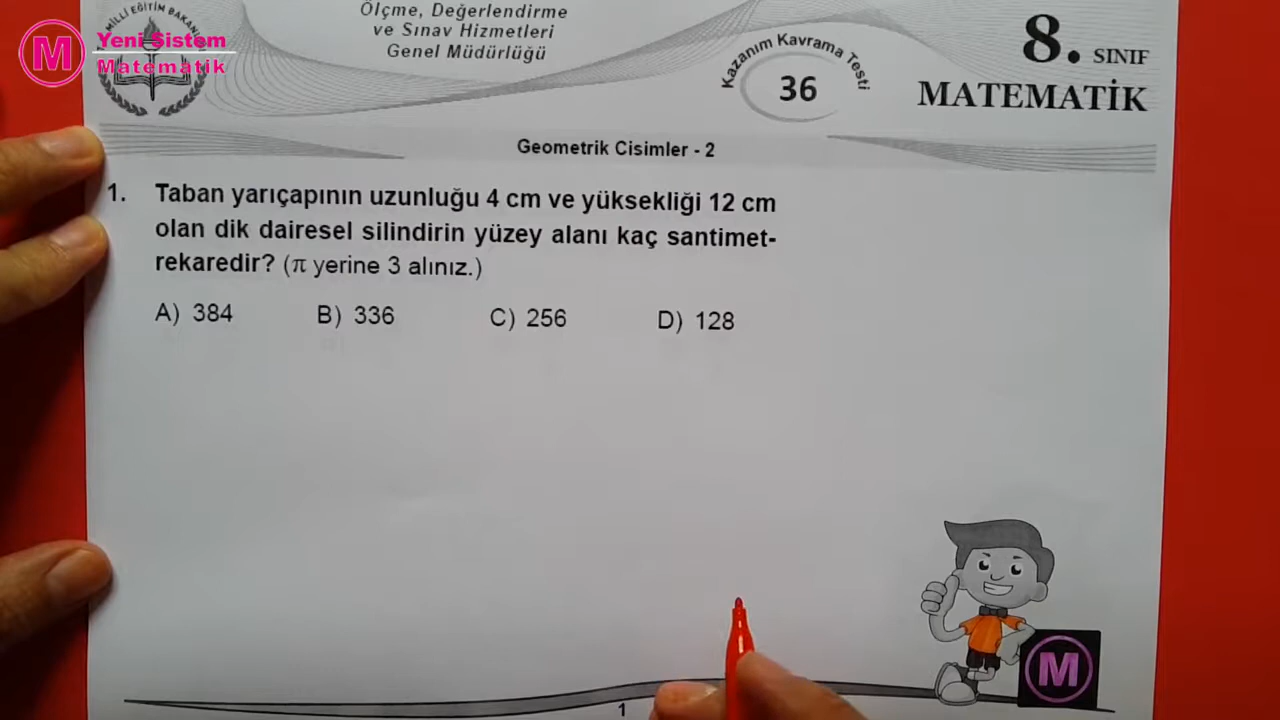 Yeni Sistem
Matematik
MİLLİ EĞİTİM BAKANLIĞI
Ölçme, Değerlendirme
ve Sınav Hizmetleri
Genel Müdürlüğü
Kazanım Kavrama Testi
36
8. SINIF
MATEMATİK
Geometrik Cisimler - 2
1. Taban yarıçapının uzunluğu 4 cm ve yüksekliği 12 cm
olan dik dairesel silindirin yüzey alanı kaç santimet-
rekaredir? (π yerine 3 alınız.)
A) 384 B) 336 C) 256 D) 128
M
M
1